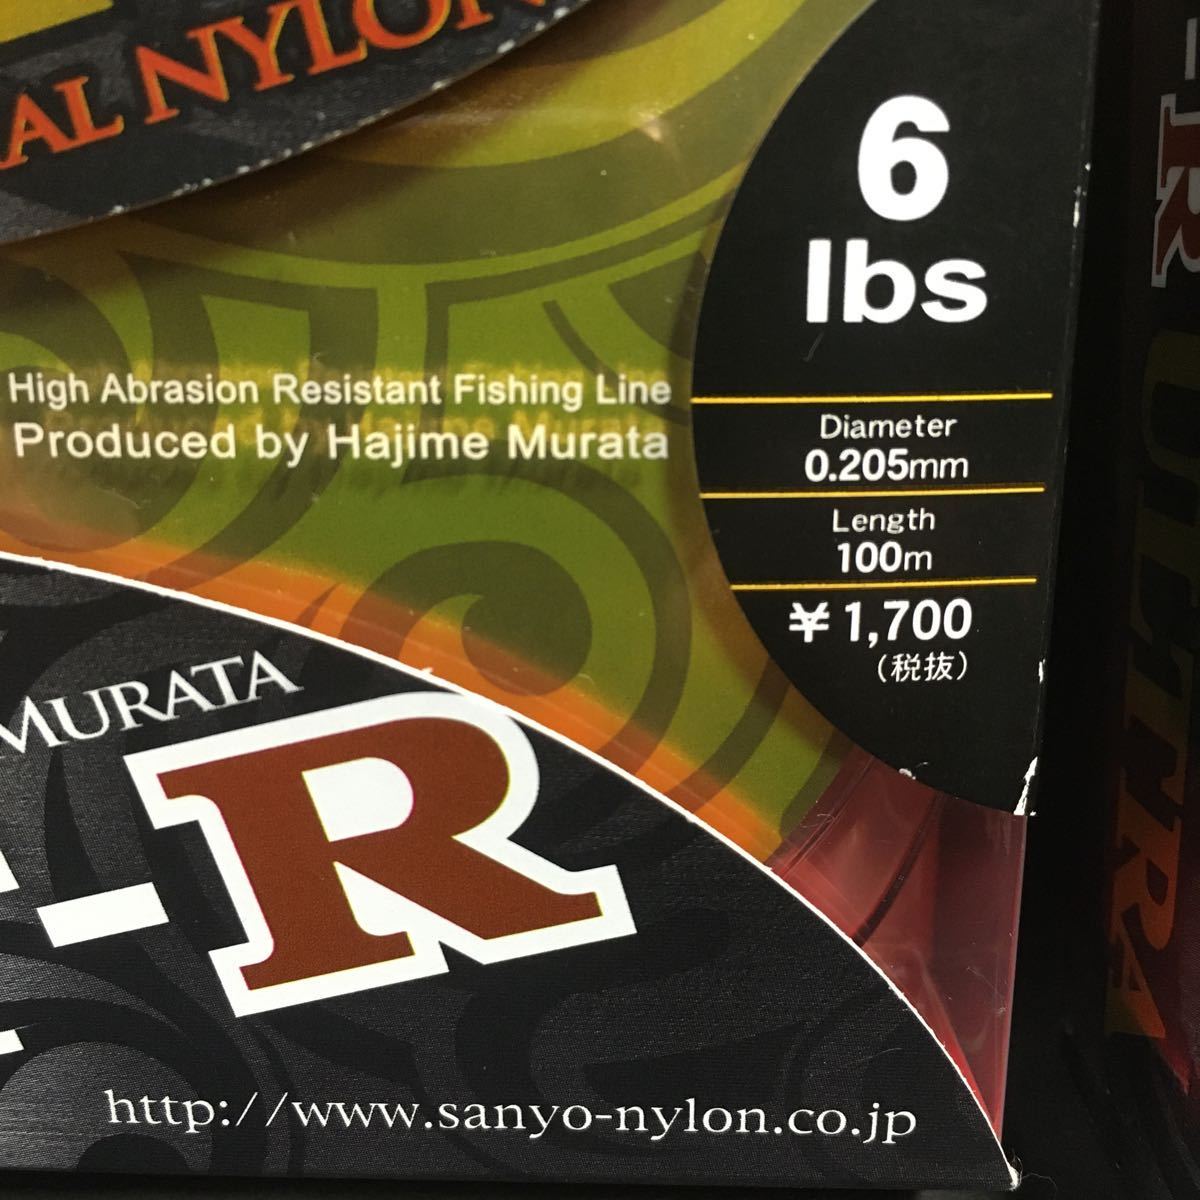 NYLON
6
lbs
High Abrasion Resistant Fishing Line
Produced by Hajime Murata
Diameter
0.205mm
Length
100m
¥1,700
(税抜)
MURATA
-R
http://www.sanyo-nylon.co.jp
-R ULTRA